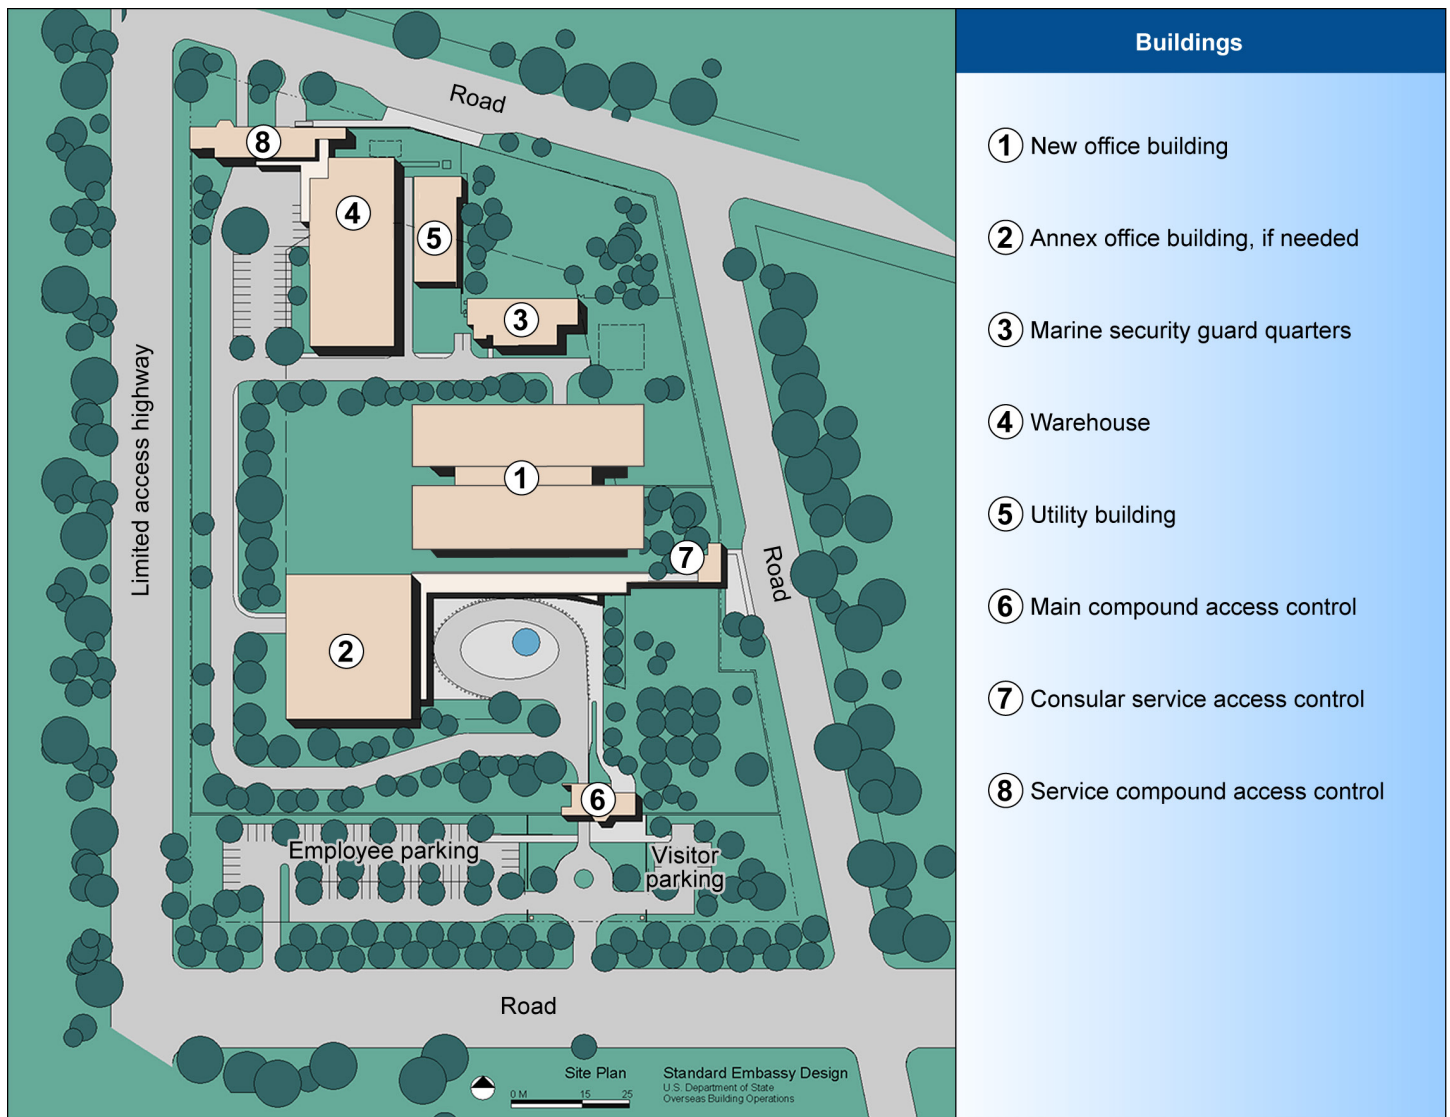 Buildings
1 New office building
2 Annex office building, if needed
3 Marine security guard quarters
4 Warehouse
5 Utility building
6 Main compound access control
7 Consular service access control
8 Service compound access control
Road
8
4
5
3
Limited access highway
1
7
Road
2
6
Employee parking
Visitor
parking
Road
Site Plan
0 M 15 25
Standard Embassy Design
U.S. Department of State
Overseas Building Operations